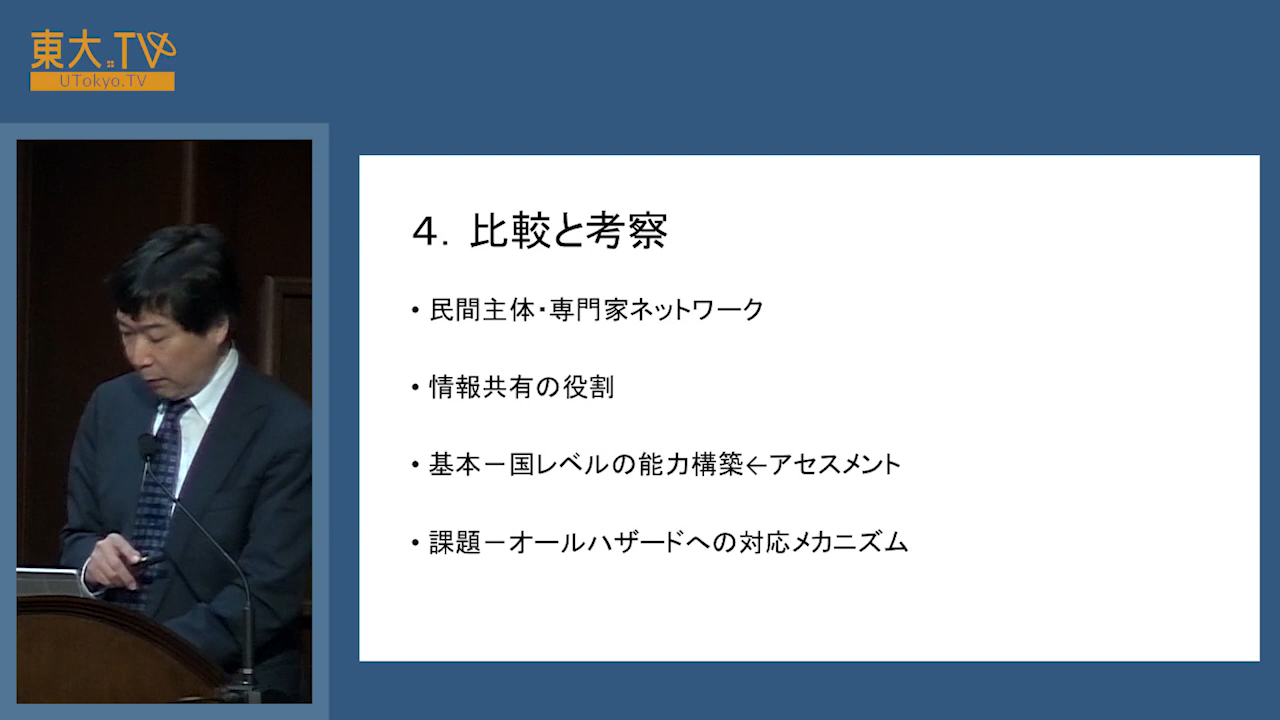 東大.TV
UTokyo.TV
４．比較と考察
• 民間主体・専門家ネットワーク
• 情報共有の役割
• 基本－国レベルの能力構築←アセスメント
• 課題－オールハザードへの対応メカニズム